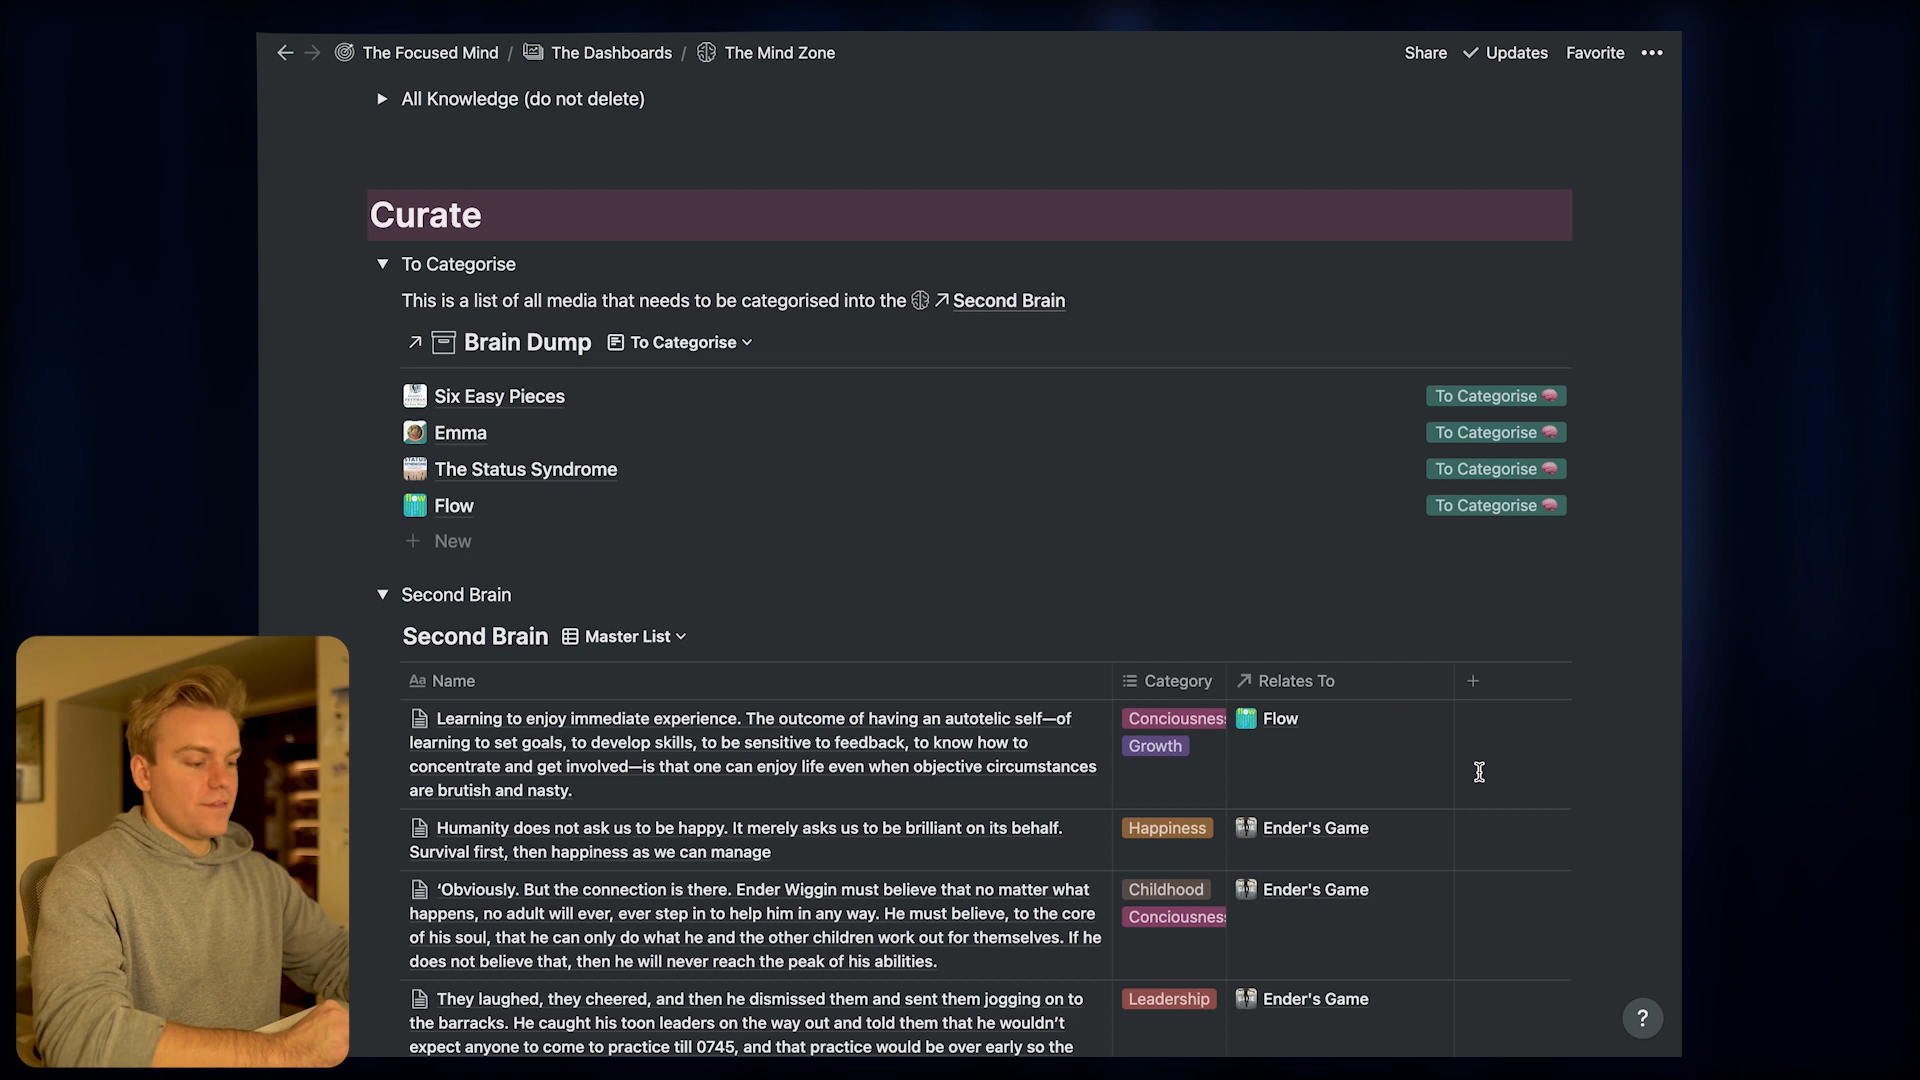 The Focused Mind / The Dashboards / The Mind Zone
Share Updates Favorite •••
All Knowledge (do not delete)
Curate
To Categorise
This is a list of all media that needs to be categorised into the Second Brain
Brain Dump To Categorise
Six Easy Pieces To Categorise
Emma To Categorise
The Status Syndrome To Categorise
Flow To Categorise
New
Second Brain
Second Brain Master List
Aa Name Category Relates To
Learning to enjoy immediate experience. The outcome of having an autotelic self—of
learning to set goals, to develop skills, to be sensitive to feedback, to know how to
concentrate and get involved—is that one can enjoy life even when objective circumstances
are brutish and nasty.
Conciousness
Growth
Flow
Humanity does not ask us to be happy. It merely asks us to be brilliant on its behalf.
Survival first, then happiness as we can manage
Happiness
Ender's Game
‘Obviously. But the connection is there. Ender Wiggin must believe that no matter what
happens, no adult will ever, ever step in to help him in any way. He must believe, to the core
of his soul, that he can only do what he and the other children work out for themselves. If he
does not believe that, then he will never reach the peak of his abilities.
Childhood
Conciousness
Ender's Game
They laughed, they cheered, and then he dismissed them and sent them jogging on to
the barracks. He caught his toon leaders on the way out and told them that he wouldn’t
expect anyone to come to practice till 0745, and that practice would be over early so the
Leadership
Ender's Game
?